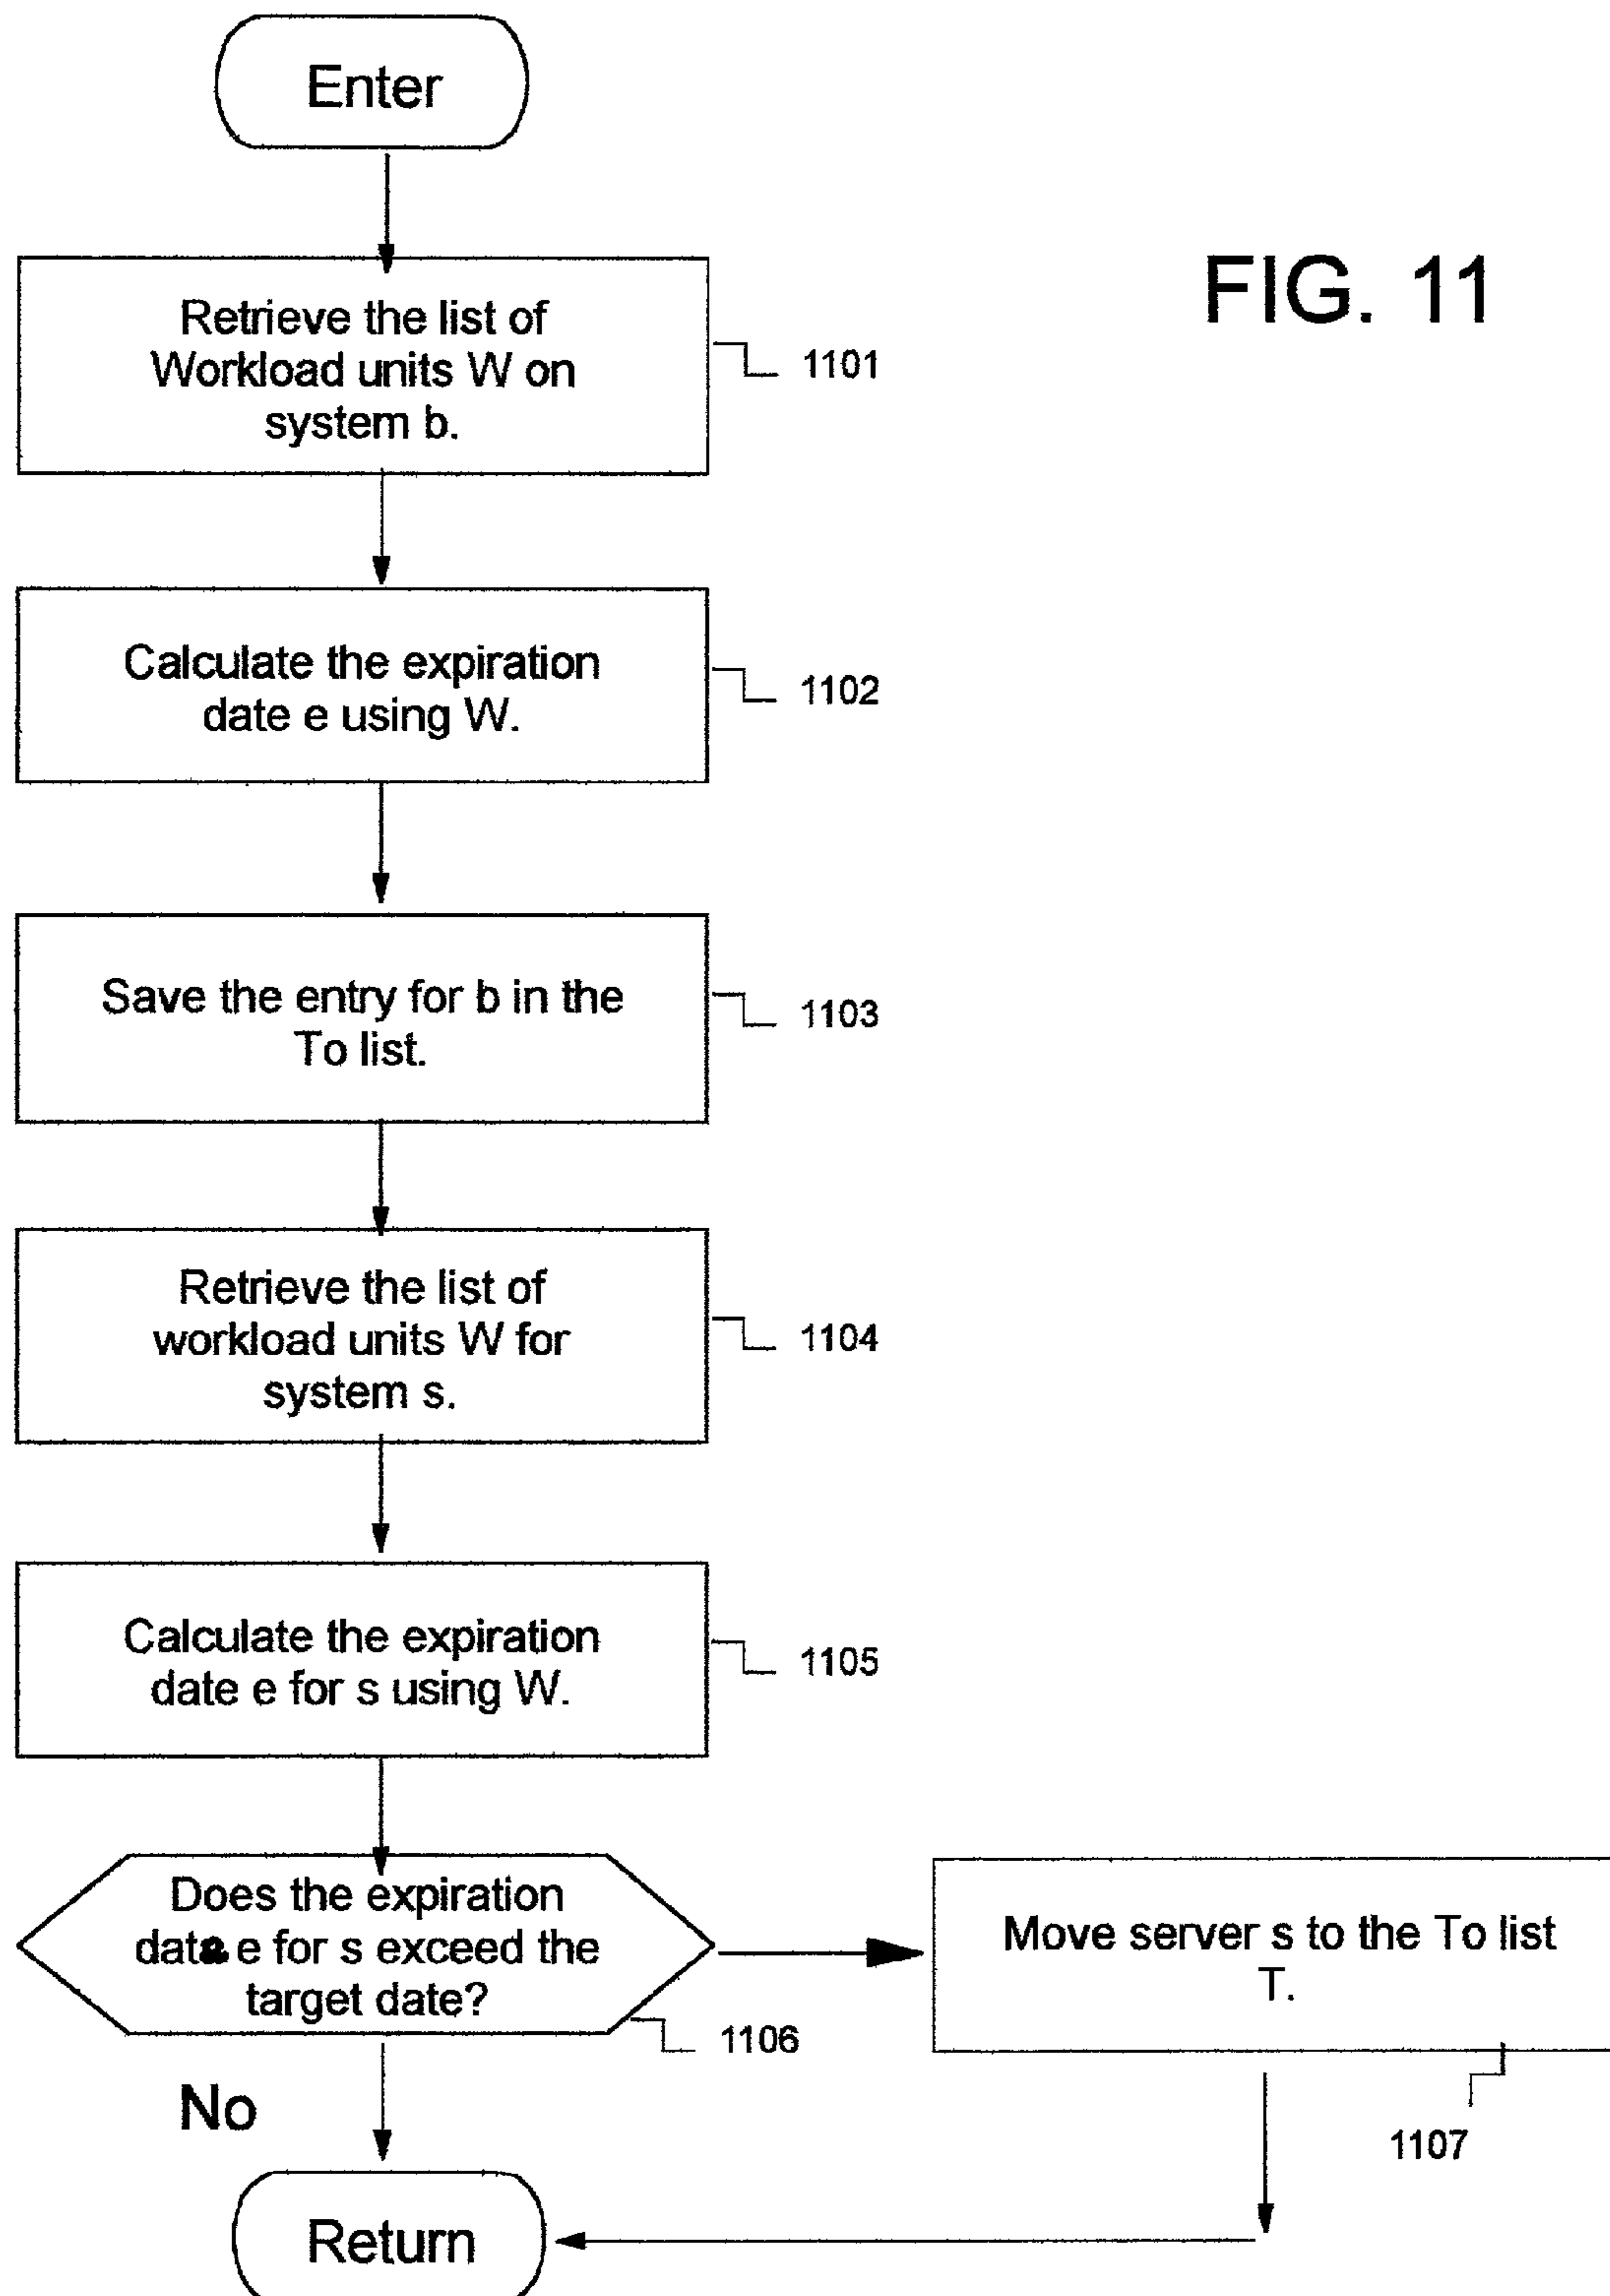 Enter
FIG. 11
Retrieve the list of
Workload units W on
system b.
1101
Calculate the expiration
date e using W.
1102
Save the entry for b in the
To list.
1103
Retrieve the list of
workload units W for
system s.
1104
Calculate the expiration
date e for s using W.
1105
Does the expiration
date e for s exceed the
target date?
1106
Move server s to the To list
T.
1107
No
Return